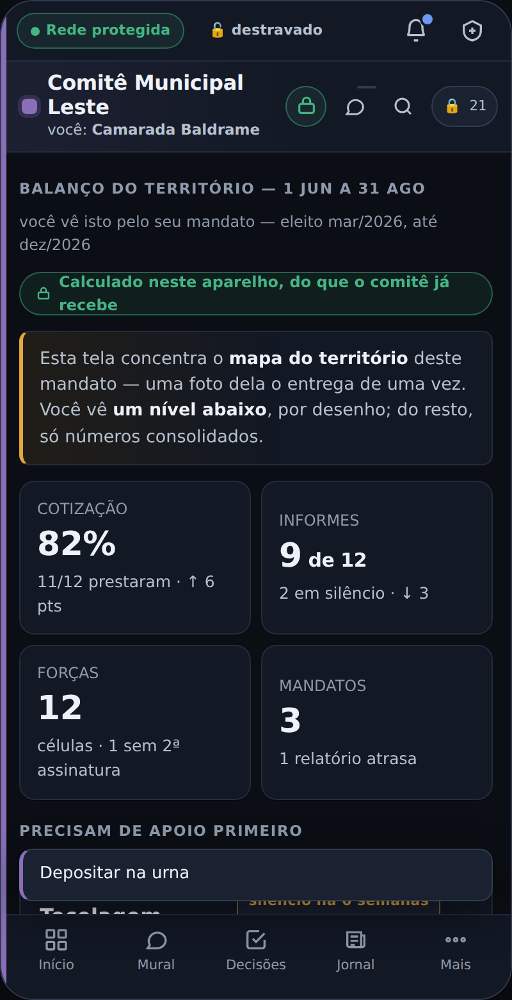 Rede protegida
destravado
Comitê Municipal
Leste
você: Camarada Baldrame
21
BALANÇO DO TERRITÓRIO — 1 JUN A 31 AGO
você vê isto pelo seu mandato — eleito mar/2026, até
dez/2026
Calculado neste aparelho, do que o comitê já
recebe
Esta tela concentra o mapa do território deste
mandato — uma foto dela o entrega de uma vez.
Você vê um nível abaixo, por desenho; do resto,
só números consolidados.
COTIZAÇÃO
82%
11/12 prestaram · ↑ 6
pts
INFORMES
9 de 12
2 em silêncio · ↓ 3
FORÇAS
12
células · 1 sem 2ª
assinatura
MANDATOS
3
1 relatório atrasa
PRECISAM DE APOIO PRIMEIRO
Depositar na urna
Tecelagem
silêncio há 6 semanas
Início
Mural
Decisões
Jornal
Mais